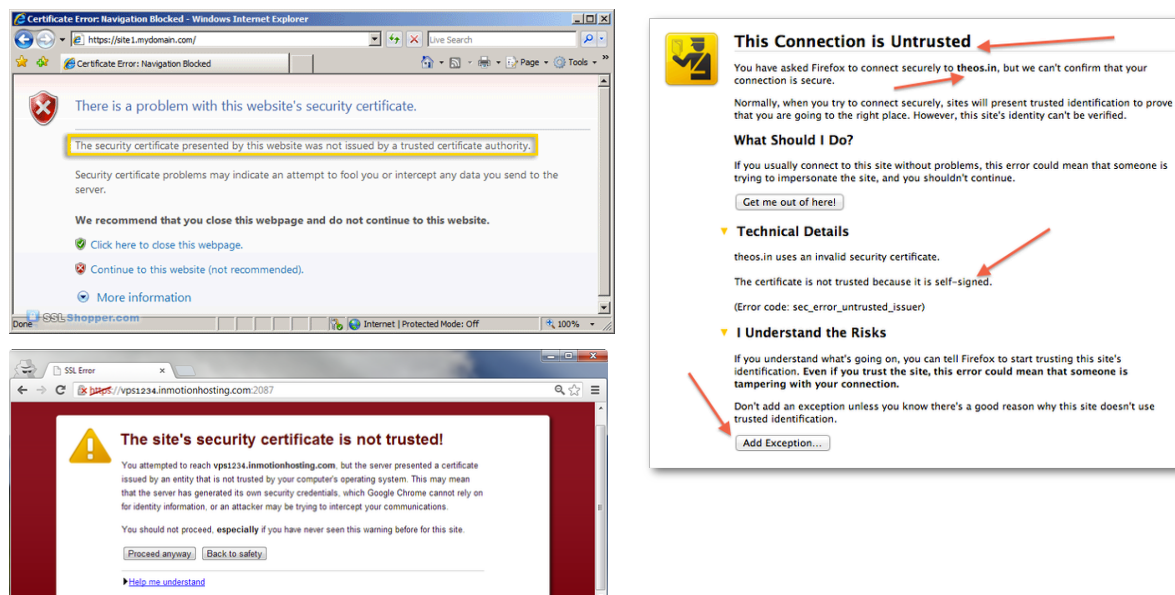 Certificate Error: Navigation Blocked - Windows Internet Explorer
https://site1.mydomain.com/
Live Search
Certificate Error: Navigation Blocked
Page
Tools
There is a problem with this website's security certificate.
The security certificate presented by this website was not issued by a trusted certificate authority.
Security certificate problems may indicate an attempt to fool you or intercept any data you send to the
server.
We recommend that you close this webpage and do not continue to this website.
Click here to close this webpage.
Continue to this website (not recommended).
More information
SSLShopper.com
Done
Internet | Protected Mode: Off
100%
SSL Error
https://vps1234.inmotionhosting.com:2087
The site's security certificate is not trusted!
You attempted to reach vps1234.inmotionhosting.com, but the server presented a certificate
issued by an entity that is not trusted by your computer's operating system. This may mean
that the server has generated its own security credentials, which Google Chrome cannot rely on
for identity information, or an attacker may be trying to intercept your communications.
You should not proceed, especially if you have never seen this warning before for this site.
Proceed anyway
Back to safety
Help me understand
This Connection is Untrusted
You have asked Firefox to connect securely to theos.in, but we can't confirm that your
connection is secure.
Normally, when you try to connect securely, sites will present trusted identification to prove
that you are going to the right place. However, this site's identity can't be verified.
What Should I Do?
If you usually connect to this site without problems, this error could mean that someone is
trying to impersonate the site, and you shouldn't continue.
Get me out of here!
Technical Details
theos.in uses an invalid security certificate.
The certificate is not trusted because it is self-signed.
(Error code: sec_error_untrusted_issuer)
I Understand the Risks
If you understand what's going on, you can tell Firefox to start trusting this site's
identification. Even if you trust the site, this error could mean that someone is
tampering with your connection.
Don't add an exception unless you know there's a good reason why this site doesn't use
trusted identification.
Add Exception...